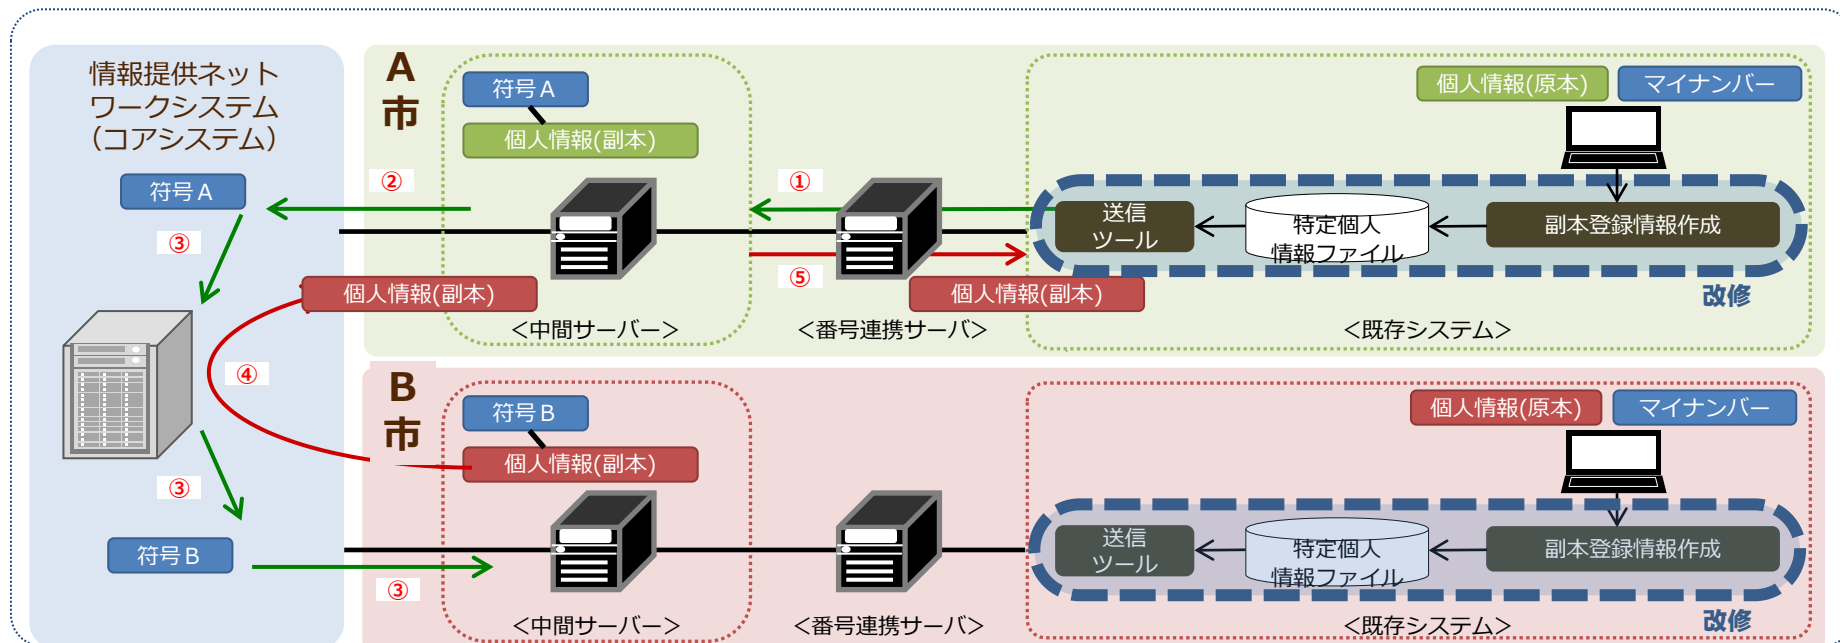 情報提供ネット
ワークシステム
（コアシステム）
符号A
③
③
符号B
④
②
③
A
市
符号A
個人情報(副本)
個人情報(副本)
<中間サーバー>
①
⑤
個人情報(副本)
<番号連携サーバ>
個人情報(原本)
マイナンバー
送信
ツール
特定個人
情報ファイル
副本登録情報作成
改修
<既存システム>
B
市
符号B
個人情報(副本)
<中間サーバー>
<番号連携サーバ>
個人情報(原本)
マイナンバー
送信
ツール
特定個人
情報ファイル
副本登録情報作成
改修
<既存システム>